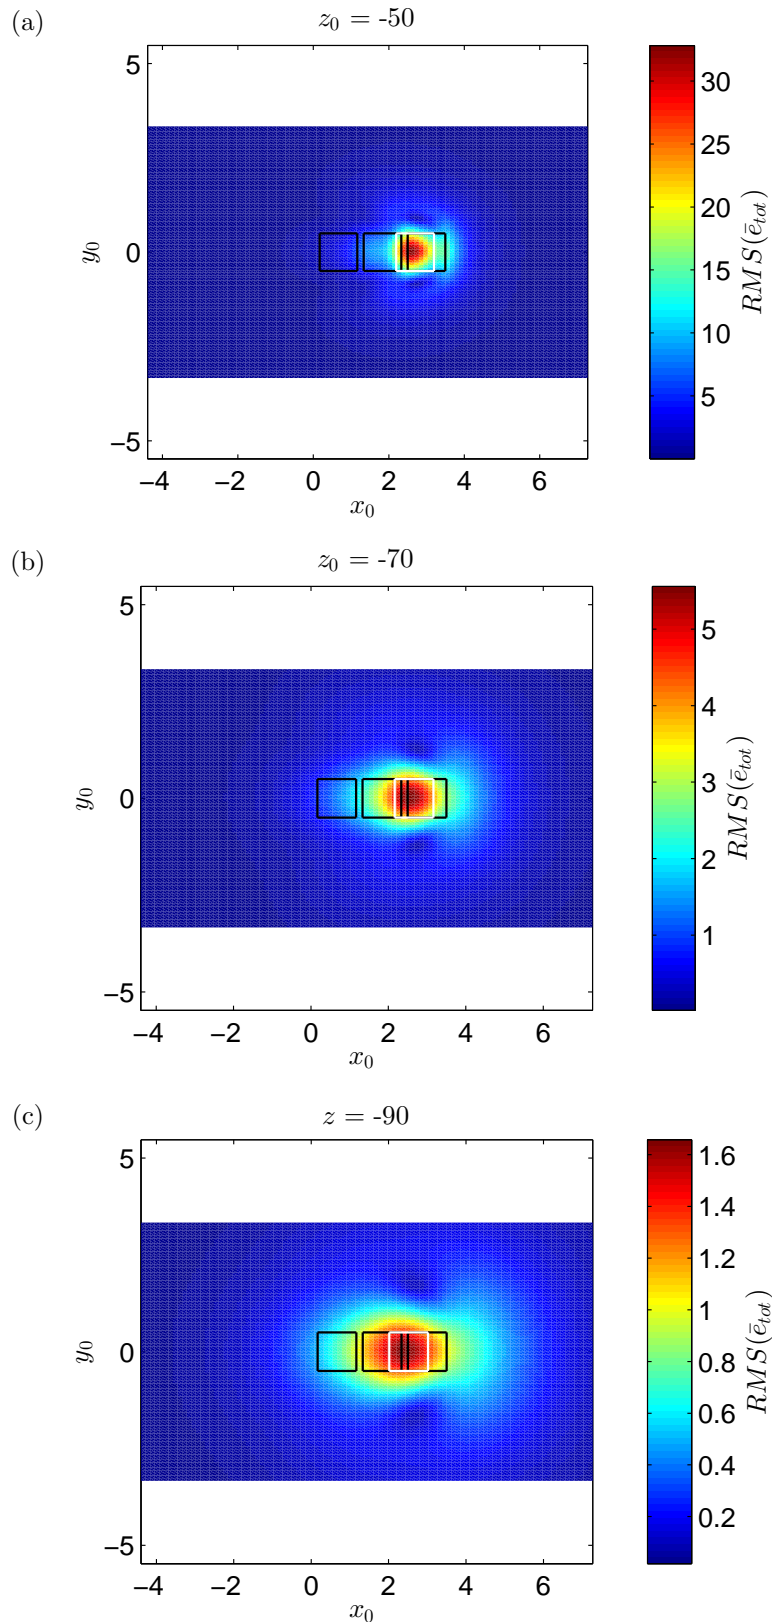 (a)
z₀ = -50
5
0
−5
y₀
−4 −2 0 2 4 6
x₀
30
25
20
15
10
5
RMS(ē_tot)
(b)
z₀ = -70
5
0
−5
y₀
−4 −2 0 2 4 6
x₀
5
4
3
2
1
RMS(ē_tot)
(c)
z = -90
5
0
−5
y₀
−4 −2 0 2 4 6
x₀
1.6
1.4
1.2
1
0.8
0.6
0.4
0.2
RMS(ē_tot)